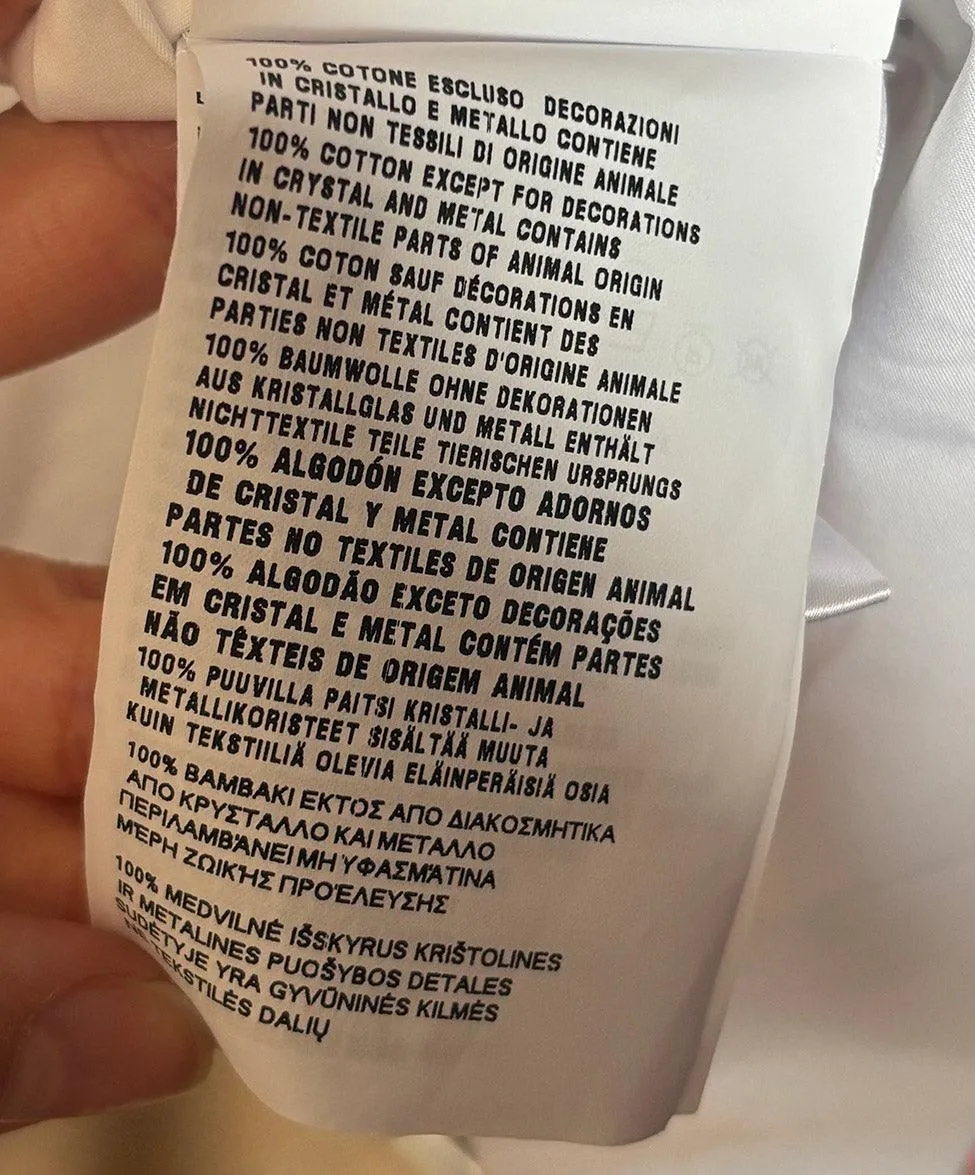 100% COTONE ESCLUSO DECORAZIONI
IN CRISTALLO E METALLO CONTIENE
PARTI NON TESSILI DI ORIGINE ANIMALE
100% COTTON EXCEPT FOR DECORATIONS
IN CRYSTAL AND METAL CONTAINS
NON-TEXTILE PARTS OF ANIMAL ORIGIN
100% COTON SAUF DÉCORATIONS EN
CRISTAL ET MÉTAL CONTIENT DES
PARTIES NON TEXTILES D'ORIGINE ANIMALE
100% BAUMWOLLE OHNE DEKORATIONEN
AUS KRISTALLGLAS UND METALL ENTHÄLT
NICHTTEXTILE TEILE TIERISCHEN URSPRUNGS
100% ALGODÓN EXCEPTO ADORNOS
DE CRISTAL Y METAL CONTIENE
PARTES NO TEXTILES DE ORIGEN ANIMAL
100% ALGODÃO EXCETO DECORAÇÕES
EM CRISTAL E METAL CONTÉM PARTES
NÃO TÊXTEIS DE ORIGEM ANIMAL
100% PUUVILLA PAITSI KRISTALLI- JA
METALLIKORISTEET SISÄLTÄÄ MUUTA
KUIN TEKSTIILIÄ OLEVIA ELÄINPERÄISIÄ OSIA
100% ΒΑΜΒΑΚΙ ΕΚΤΟΣ ΑΠΟ ΔΙΑΚΟΣΜΗΤΙΚΑ
ΑΠΟ ΚΡΥΣΤΑΛΛΟ ΚΑΙ ΜΕΤΑΛΛΟ
ΠΕΡΙΛΑΜΒΆΝΕΙ ΜΗ ΥΦΑΣΜΆΤΙΝΑ
ΜΈΡΗ ΖΩΙΚΉΣ ΠΡΟΈΛΕΥΣΗΣ
100% MEDVILNĖ IŠSKYRUS KRIŠTOLINES
IR METALINES PUOŠYBOS DETALES
SUDĖTYJE YRA GYVŪNINĖS KILMĖS
NE TEKSTILĖS DALIŲ